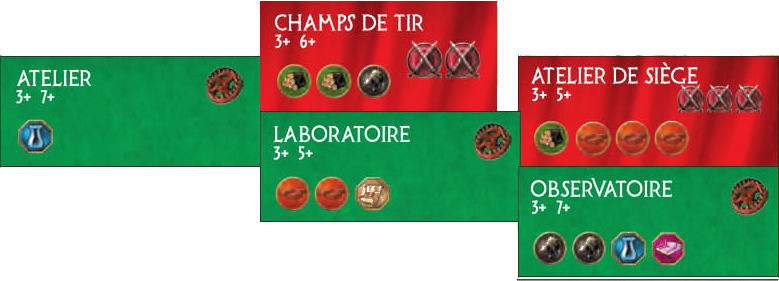 ATELIER
3+ 7+
CHAMPS DE TIR
3+ 6+
LABORATOIRE
3+ 5+
ATELIER DE SIÈGE
3+ 5+
OBSERVATOIRE
3+ 7+